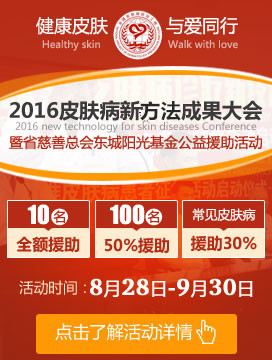 健康皮肤 与爱同行
Healthy skin Walk with love
2016皮肤病新方法成果大会
2016 new technology for skin diseases Conference
暨省慈善总会东城阳光基金公益援助活动
10名 100名 常见皮肤病
全额援助 50%援助 援助30%
活动时间：8月28日-9月30日
点击了解活动详情